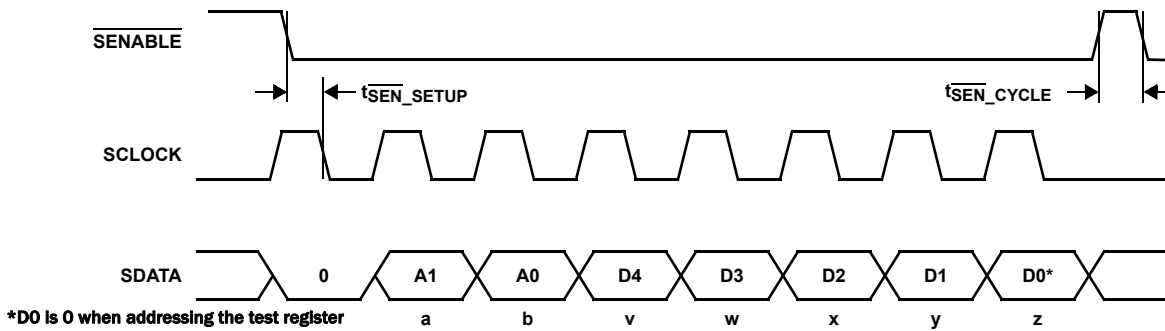 SENABLE
tSEN_SETUP
tSEN_CYCLE
SCLOCK
SDATA
0 A1 A0 D4 D3 D2 D1 D0*
*D0 is 0 when addressing the test register
a b v w x y z